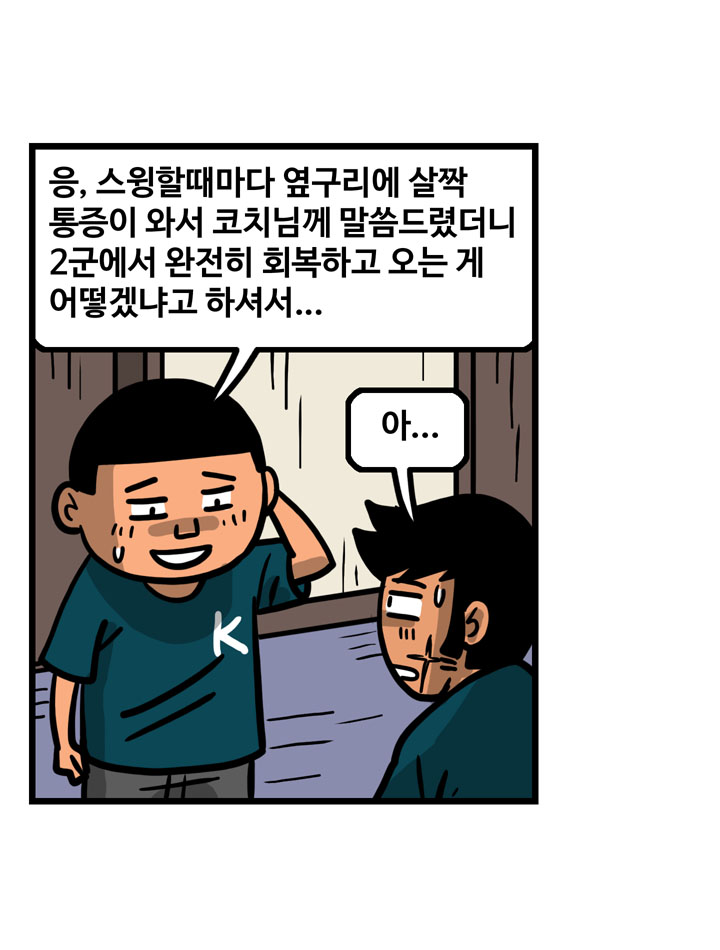 응, 스윙할때마다 옆구리에 살짝
통증이 와서 코치님께 말씀드렸더니
2군에서 완전히 회복하고 오는 게
어떻겠냐고 하셔서...
아...
K